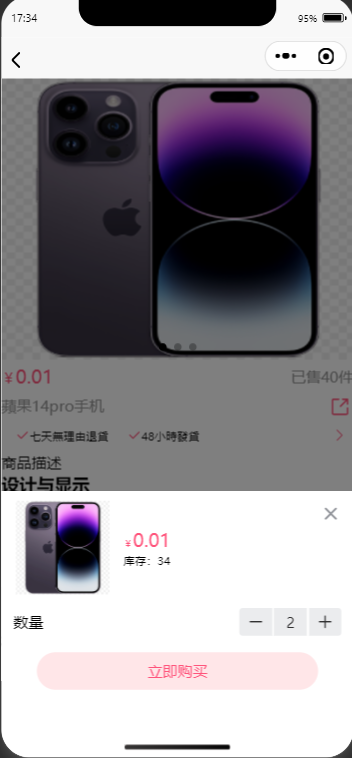 17:34
95%
￥0.01
已售40件
蘋果14pro手机
七天無理由退貨
48小時發貨
商品描述
设计与显示
￥0.01
库存：34
数量
2
立即购买